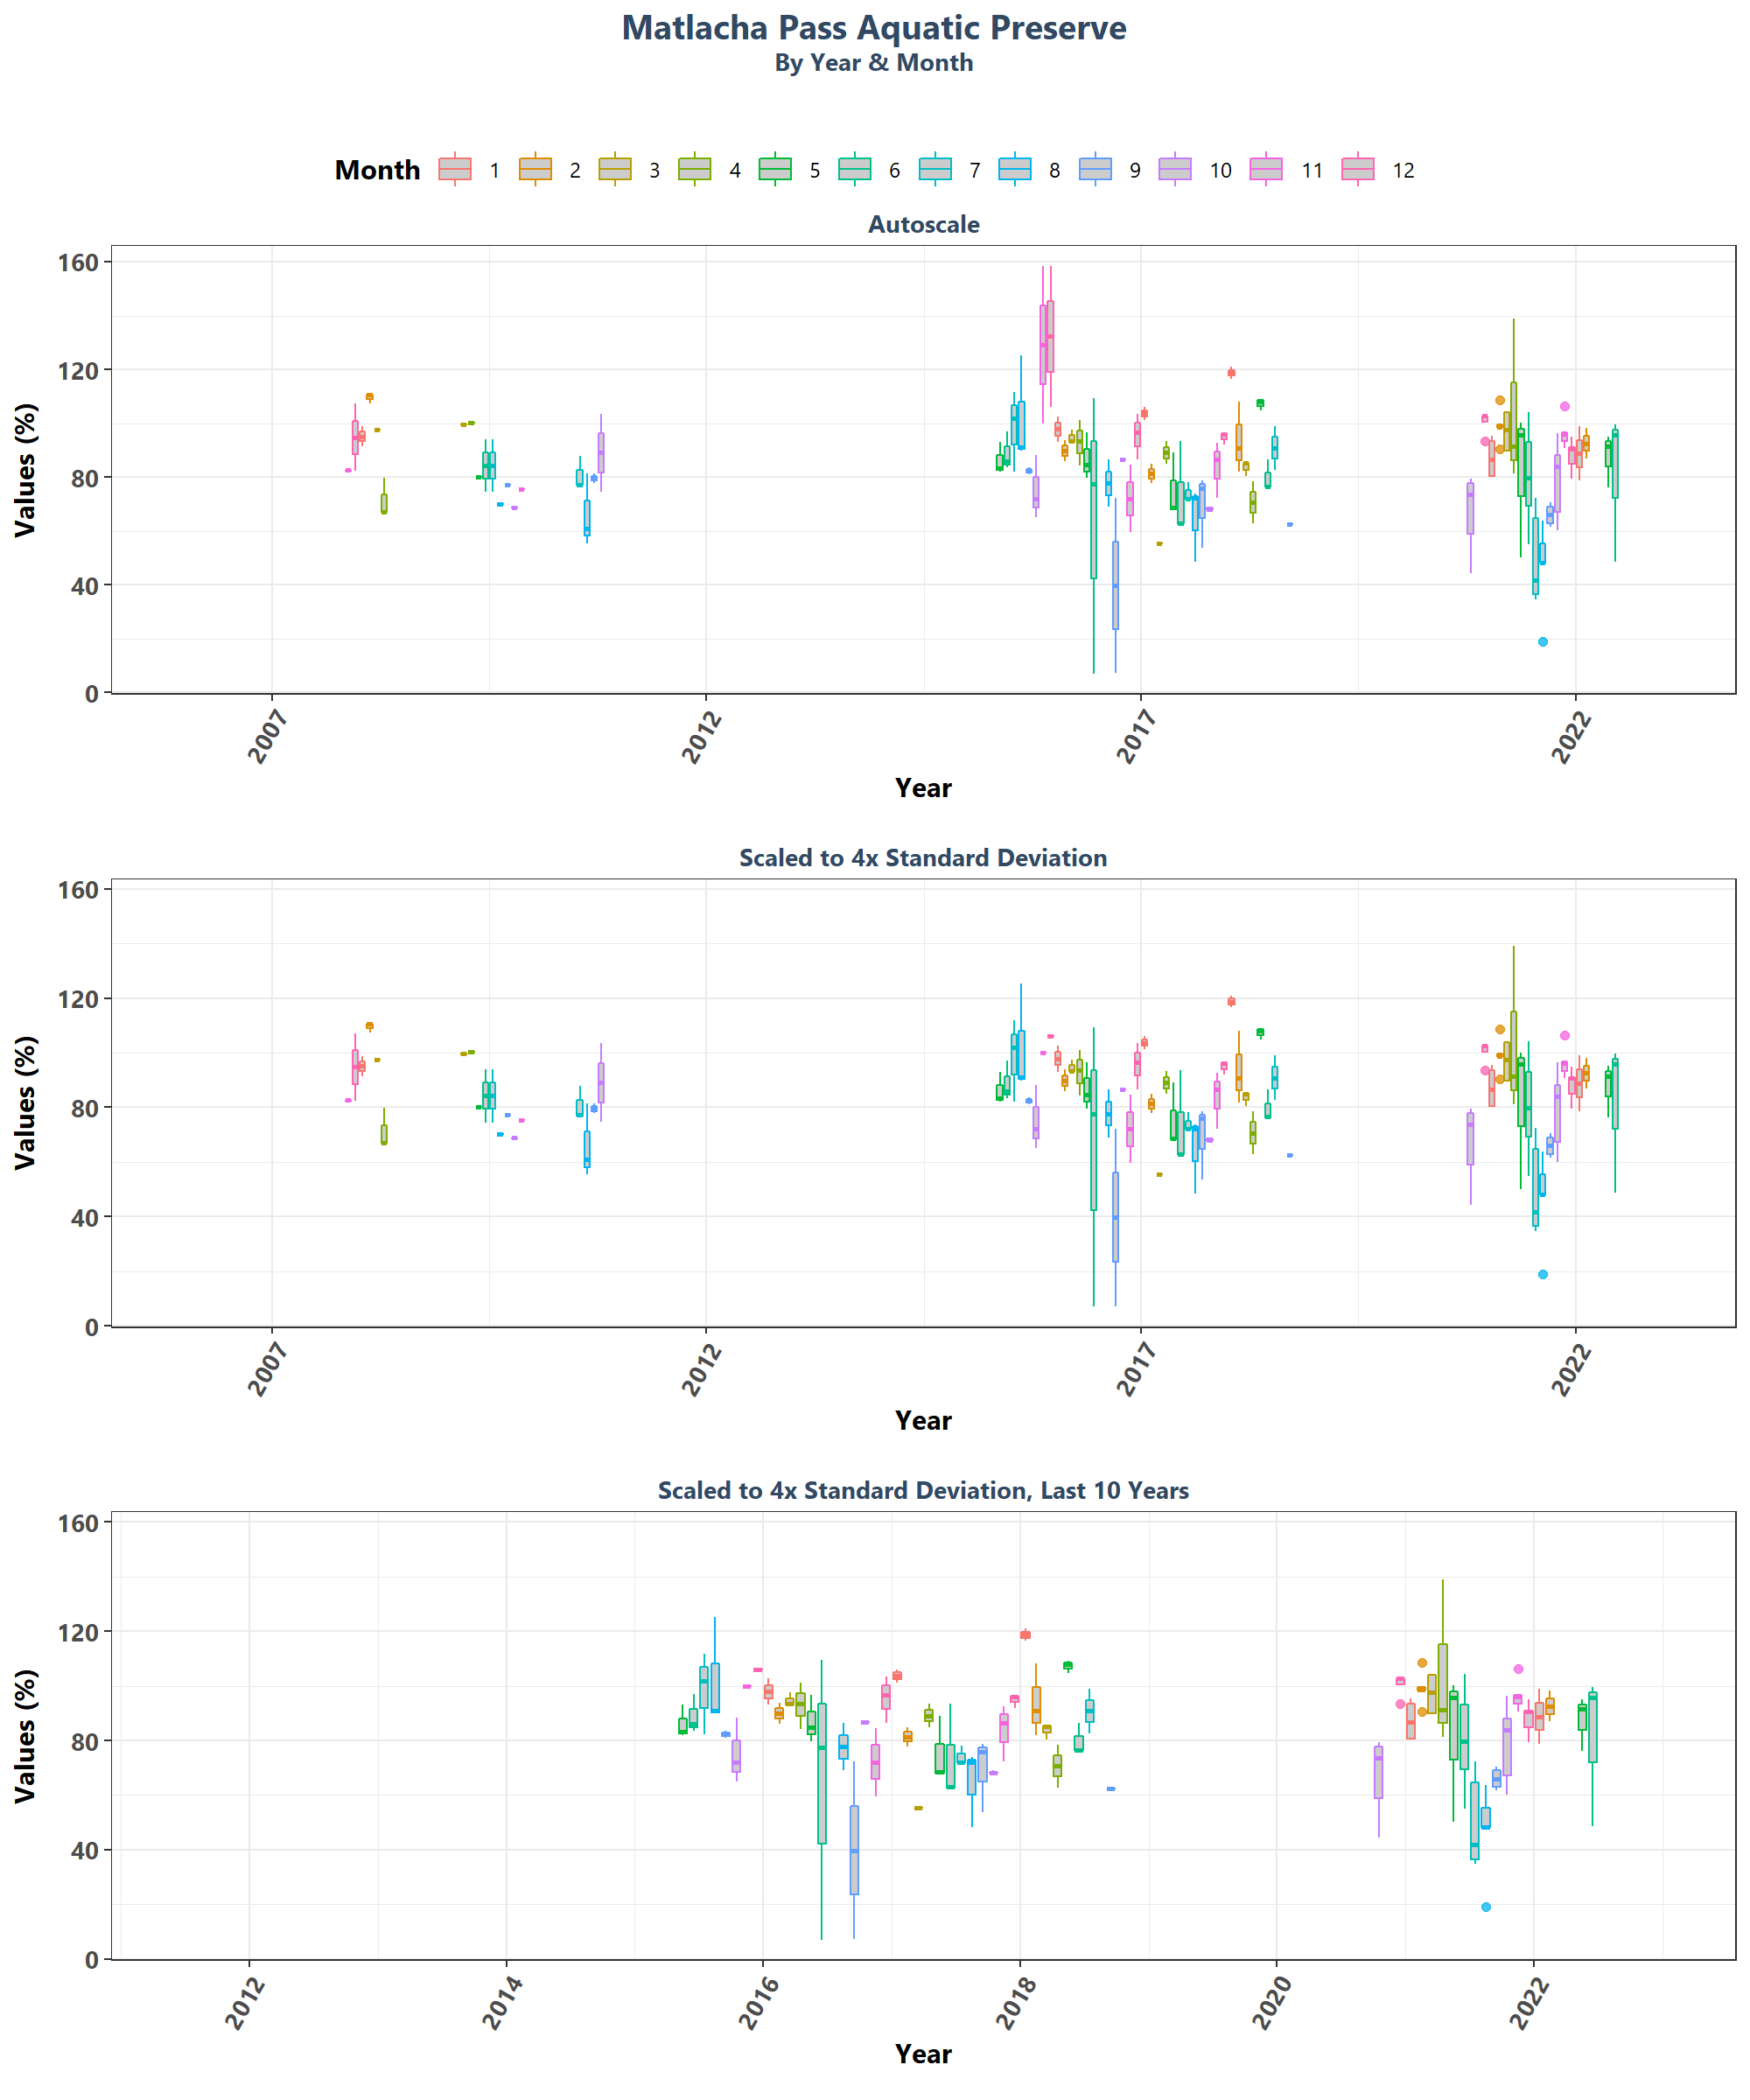 Matlacha Pass Aquatic Preserve
By Year & Month
Month 1 2 3 4 5 6 7 8 9 10 11 12
Autoscale
160
120
80
40
0
Values (%)
2007 2012 2017 2022
Year
Scaled to 4x Standard Deviation
160
120
80
40
0
Values (%)
2007 2012 2017 2022
Year
Scaled to 4x Standard Deviation, Last 10 Years
160
120
80
40
0
Values (%)
2012 2014 2016 2018 2020 2022
Year